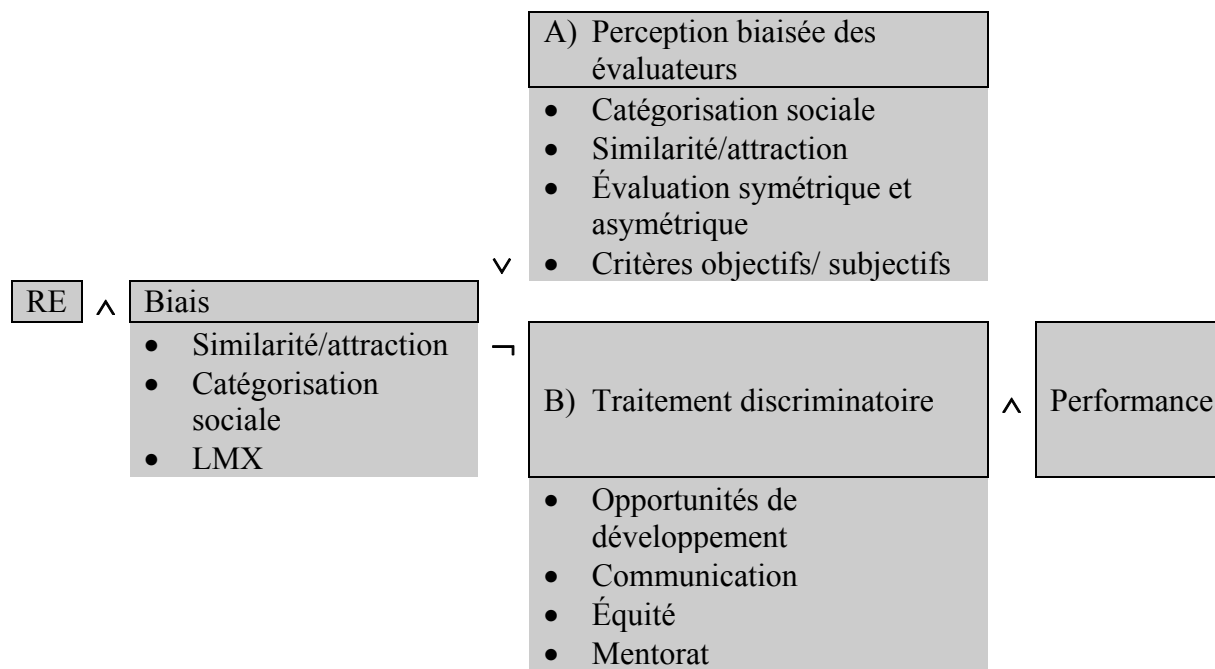 A) Perception biaisée des
évaluateurs
• Catégorisation sociale
• Similarité/attraction
• Évaluation symétrique et
asymétrique
• Critères objectifs/ subjectifs
˅
RE ˄ Biais
• Similarité/attraction
• Catégorisation
sociale
• LMX
¬
B) Traitement discriminatoire ˄ Performance
• Opportunités de
développement
• Communication
• Équité
• Mentorat